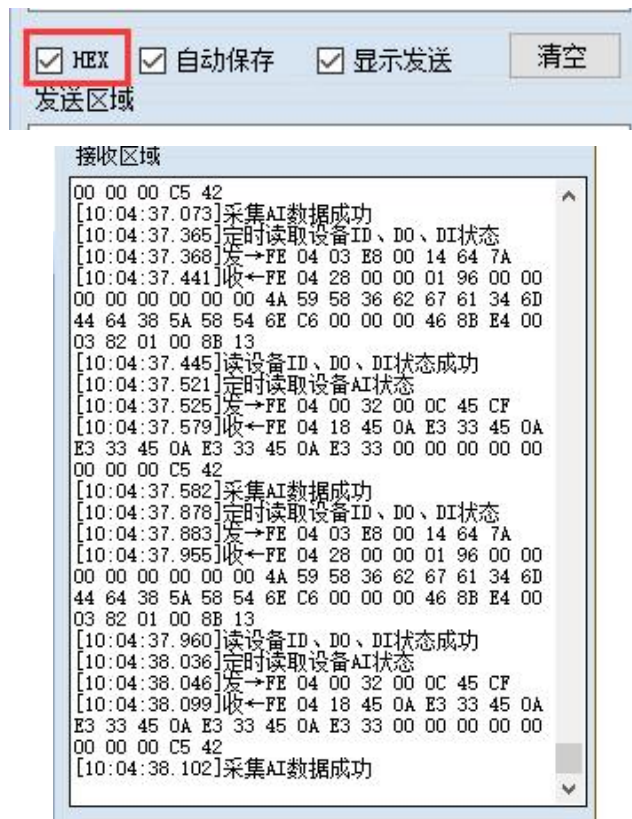 HEX 自动保存 显示发送 清空
发送区域
接收区域
00 00 00 C5 42
[10:04:37.073]采集AI数据成功
[10:04:37.365]定时读取设备ID、DO、DI状态
[10:04:37.368]发→FE 04 03 E8 00 14 64 7A
[10:04:37.441]收←FE 04 28 00 00 01 96 00 00
00 00 00 00 00 00 4A 59 58 36 62 67 61 34 6D
44 64 38 5A 58 54 6E C6 00 00 00 46 8B E4 00
03 82 01 00 8B 13
[10:04:37.445]读设备ID、DO、DI状态成功
[10:04:37.521]定时读取设备AI状态
[10:04:37.525]发→FE 04 00 32 00 0C 45 CF
[10:04:37.579]收←FE 04 18 45 0A E3 33 45 0A
E3 33 45 0A E3 33 45 0A E3 33 00 00 00 00 00
00 00 00 C5 42
[10:04:37.582]采集AI数据成功
[10:04:37.878]定时读取设备ID、DO、DI状态
[10:04:37.883]发→FE 04 03 E8 00 14 64 7A
[10:04:37.955]收←FE 04 28 00 00 01 96 00 00
00 00 00 00 00 00 4A 59 58 36 62 67 61 34 6D
44 64 38 5A 58 54 6E C6 00 00 00 46 8B E4 00
03 82 01 00 8B 13
[10:04:37.960]读设备ID、DO、DI状态成功
[10:04:38.036]定时读取设备AI状态
[10:04:38.046]发→FE 04 00 32 00 0C 45 CF
[10:04:38.099]收←FE 04 18 45 0A E3 33 45 0A
E3 33 45 0A E3 33 45 0A E3 33 00 00 00 00 00
00 00 00 C5 42
[10:04:38.102]采集AI数据成功